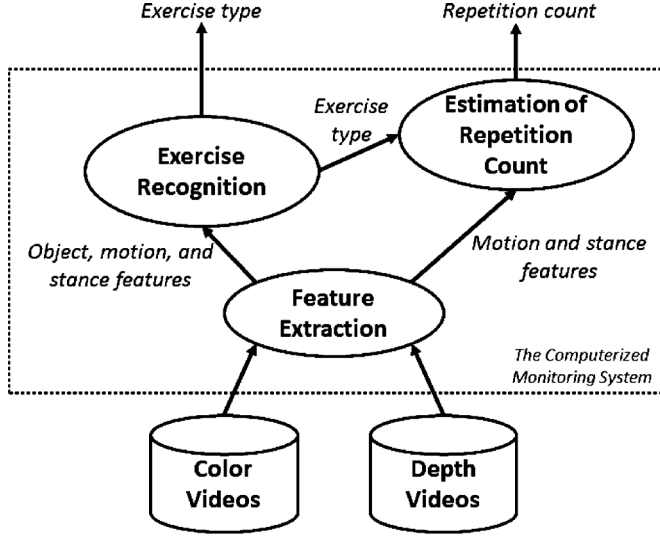 Exercise type
Repetition count
Exercise
type
Estimation of
Repetition
Count
Exercise
Recognition
Object, motion, and
stance features
Motion and stance
features
Feature
Extraction
The Computerized
Monitoring System
Color
Videos
Depth
Videos